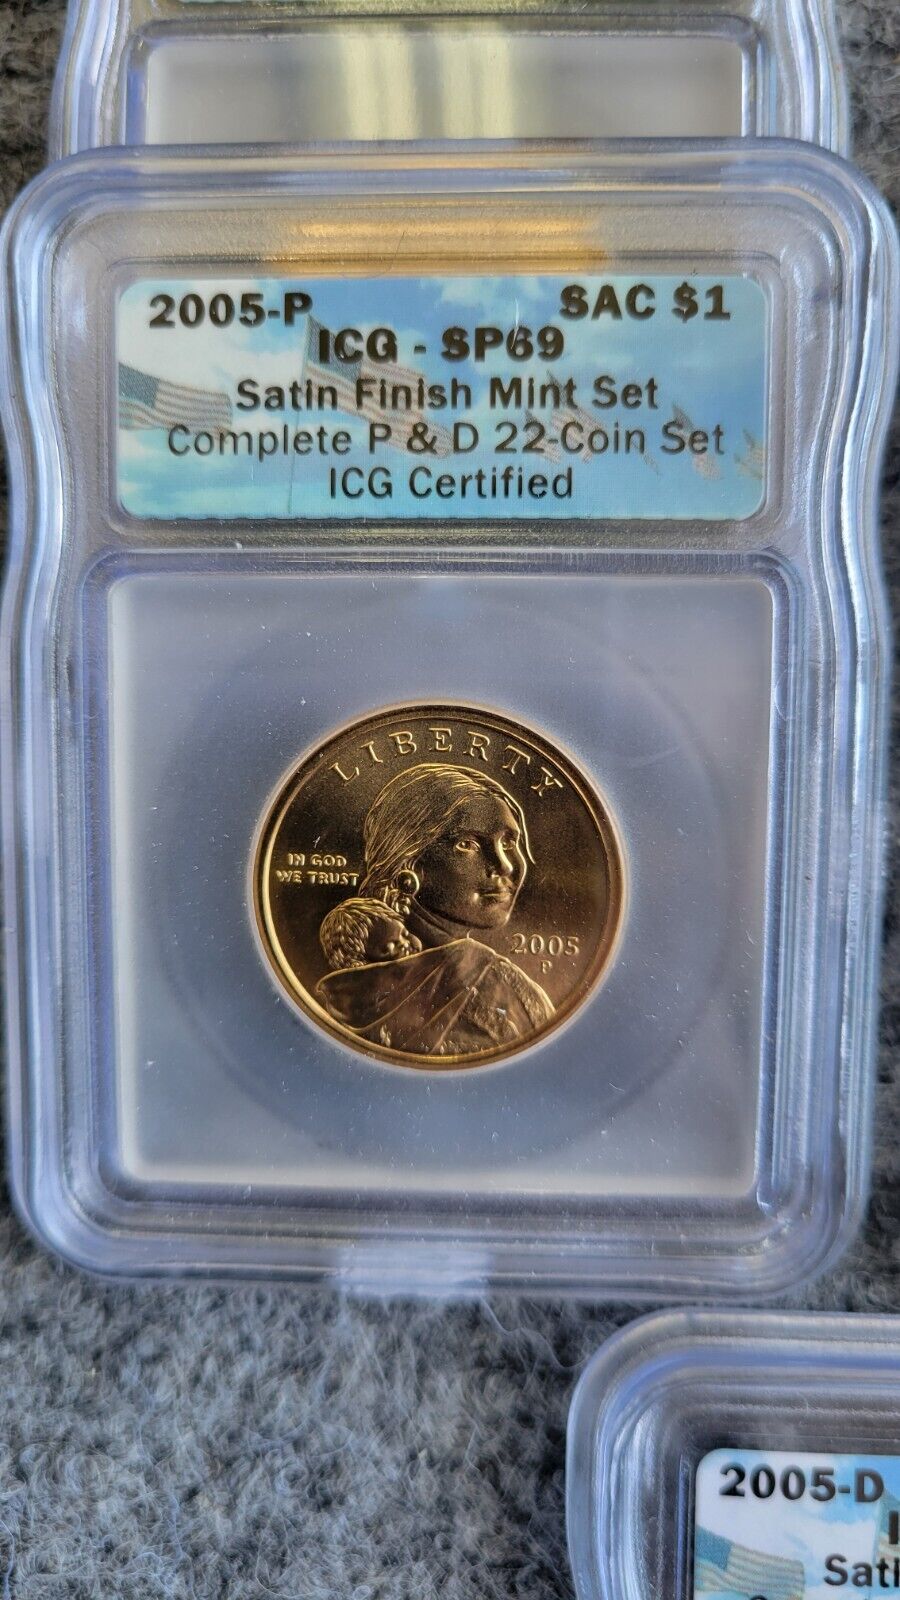 2005-P SAC $1
ICG - SP69
Satin Finish Mint Set
Complete P & D 22-Coin Set
ICG Certified
LIBERTY
IN GOD
WE TRUST
2005
P
2005-D